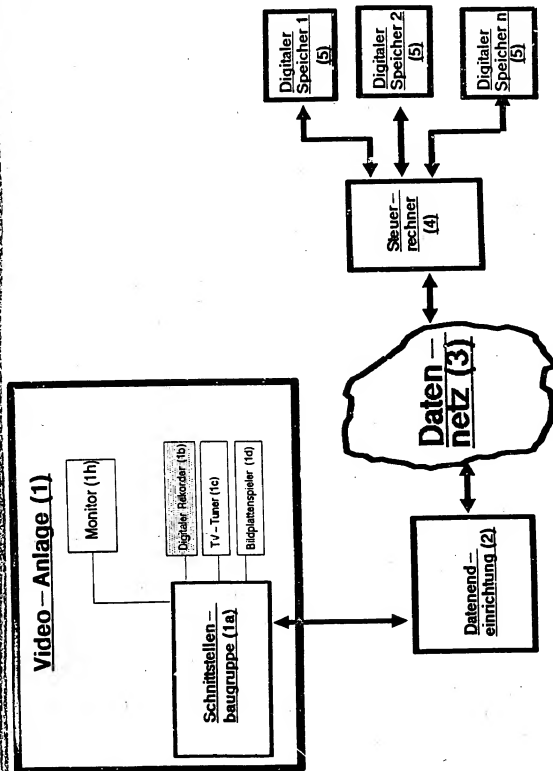 Video–Anlage (1)
Monitor (1h)
Digitaler Rekorder (1b)
TV–Tuner (1c)
Bildplattenspieler (1d)
Schnittstellen–
baugruppe (1a)
Datenend–
einrichtung (2)
Daten–
netz (3)
Steuer–
rechner
(4)
Digitaler
Speicher 1
(5)
Digitaler
Speicher 2
(5)
Digitaler
Speicher n
(5)